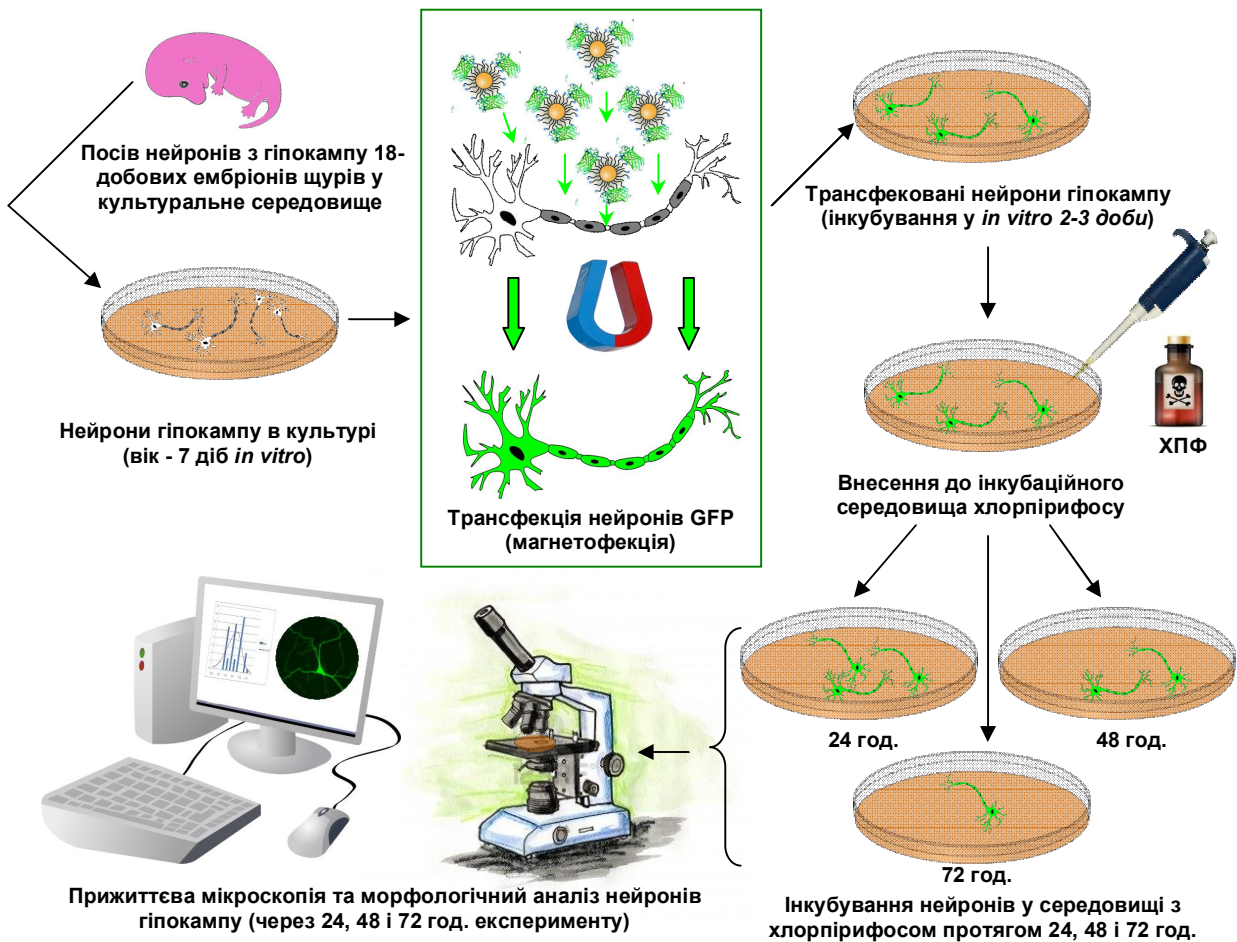 Посів нейронів з гіпокампу 18-
добових ембріонів щурів у
культуральне середовище
Нейрони гіпокампу в культурі
(вік - 7 діб in vitro)
Трансфекція нейронів GFP
(магнетофекція)
Трансфековані нейрони гіпокампу
(інкубування у in vitro 2-3 доби)
ХПФ
Внесення до інкубаційного
середовища хлорпірифосу
24 год.
48 год.
72 год.
Інкубування нейронів у середовищі з
хлорпірифосом протягом 24, 48 і 72 год.
Прижиттєва мікроскопія та морфологічний аналіз нейронів
гіпокампу (через 24, 48 і 72 год. експерименту)